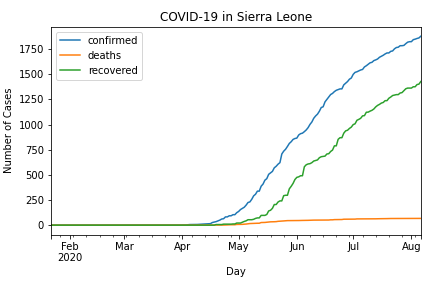 COVID-19 in Sierra Leone
confirmed
deaths
recovered
Number of Cases
1750
1500
1250
1000
750
500
250
0
Feb Mar Apr May Jun Jul Aug
2020
Day